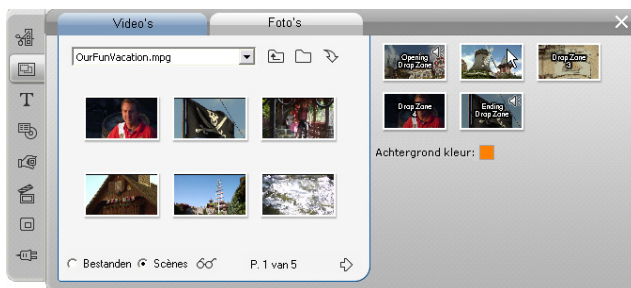 Video's
Foto's
OurFunVacation.mpg
Opening
Drop Zone
Drop Zone
3
Drop Zone
4
Ending
Drop Zone
Achtergrond kleur:
Bestanden
Scènes
P. 1 van 5
T